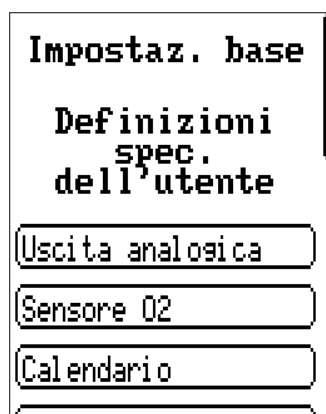 Impostaz. base
Definizioni
spec.
dell'utente
Uscita analogica
Sensore O2
Calendario